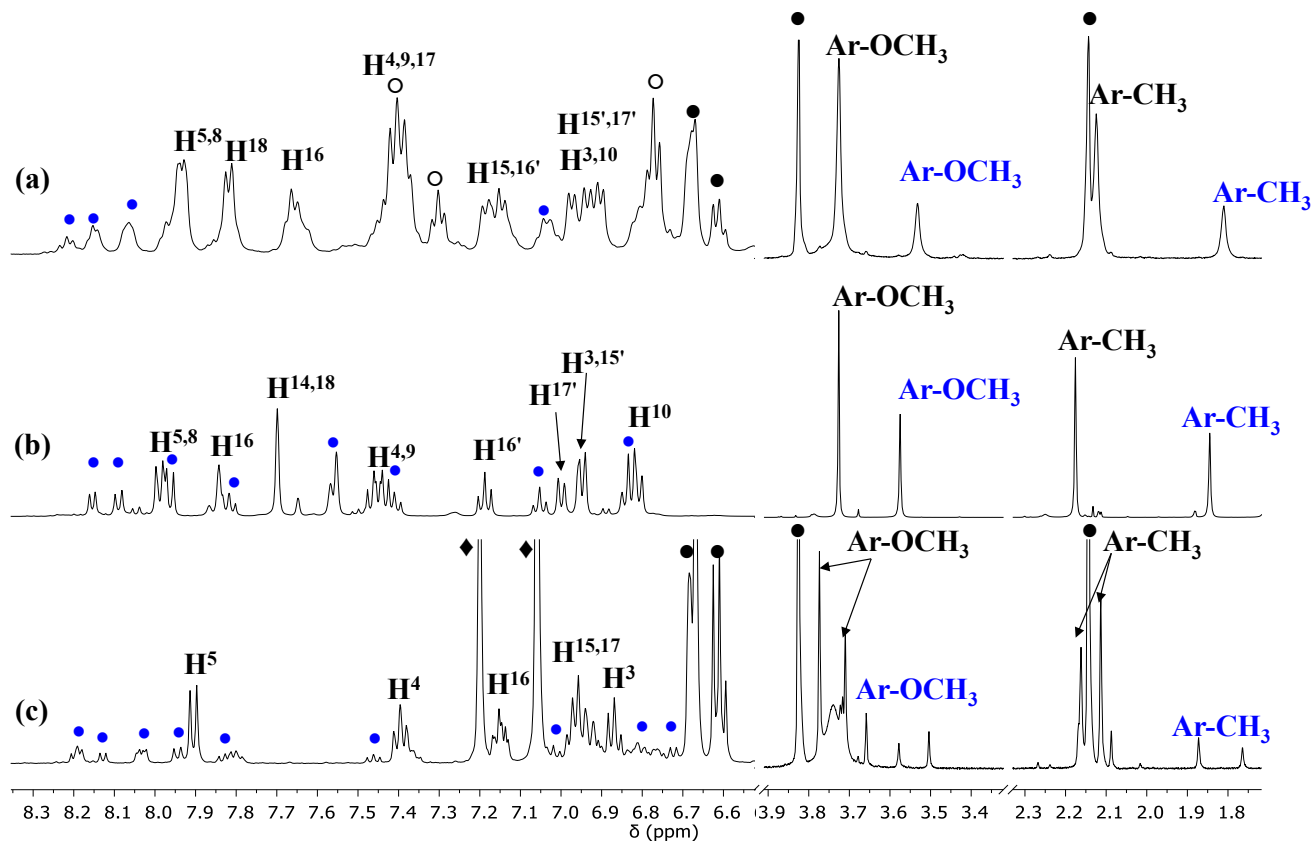 (a)
H⁵,⁸
H¹⁸
H¹⁶
H⁴,⁹,¹⁷
H¹⁵,¹⁶'
H¹⁵',¹⁷'
H³,¹⁰
Ar-OCH₃
Ar-OCH₃
Ar-CH₃
Ar-CH₃
(b)
H⁵,⁸
H¹⁶
H¹⁴,¹⁸
H⁴,⁹
H¹⁶'
H¹⁷'
H³,¹⁵'
H¹⁰
Ar-OCH₃
Ar-OCH₃
Ar-CH₃
Ar-CH₃
(c)
H⁵
H⁴
H¹⁶
H¹⁵,¹⁷
H³
Ar-OCH₃
Ar-OCH₃
Ar-CH₃
Ar-CH₃
8.3 8.2 8.1 8.0 7.9 7.8 7.7 7.6 7.5 7.4 7.3 7.2 7.1 7.0 6.9 6.8 6.7 6.6 3.9 3.8 3.7 3.6 3.5 3.4 2.3 2.2 2.1 2.0 1.9 1.8
δ (ppm)